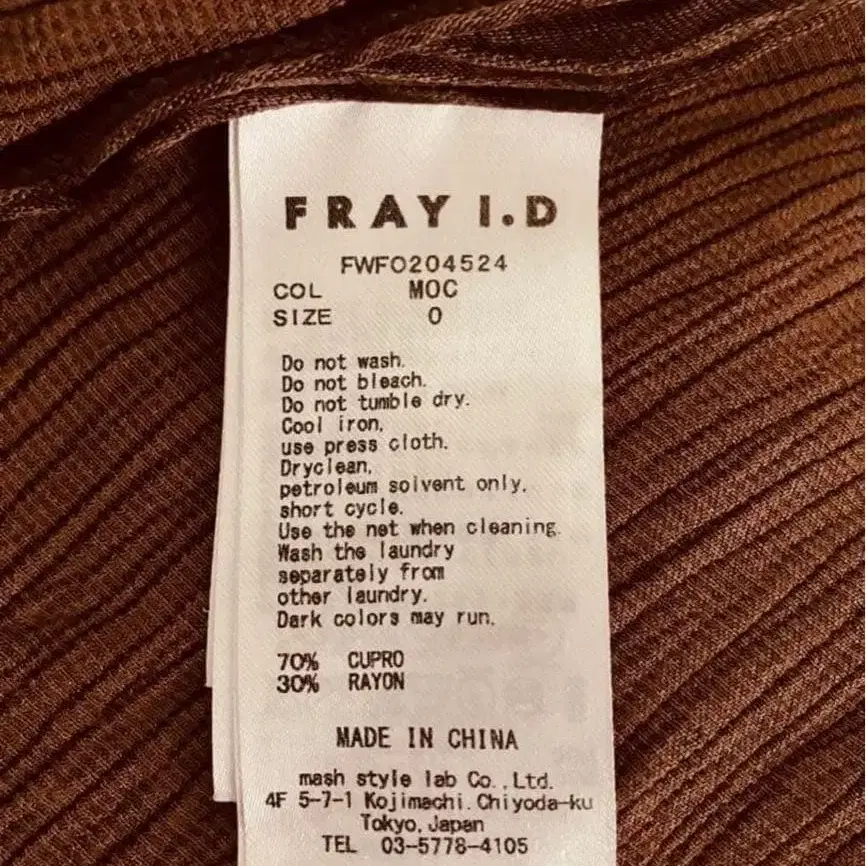 FRAY I.D
FWFO204524
COL MOC
SIZE 0
Do not wash.
Do not bleach.
Do not tumble dry.
Cool iron,
use press cloth.
Dryclean,
petroleum solvent only,
short cycle.
Use the net when cleaning.
Wash the laundry
separately from
other laundry.
Dark colors may run.
70% CUPRO
30% RAYON
MADE IN CHINA
mash style lab Co.,Ltd.
4F 5-7-1 Kojimachi.Chiyoda-ku
Tokyo,Japan
TEL 03-5778-4105